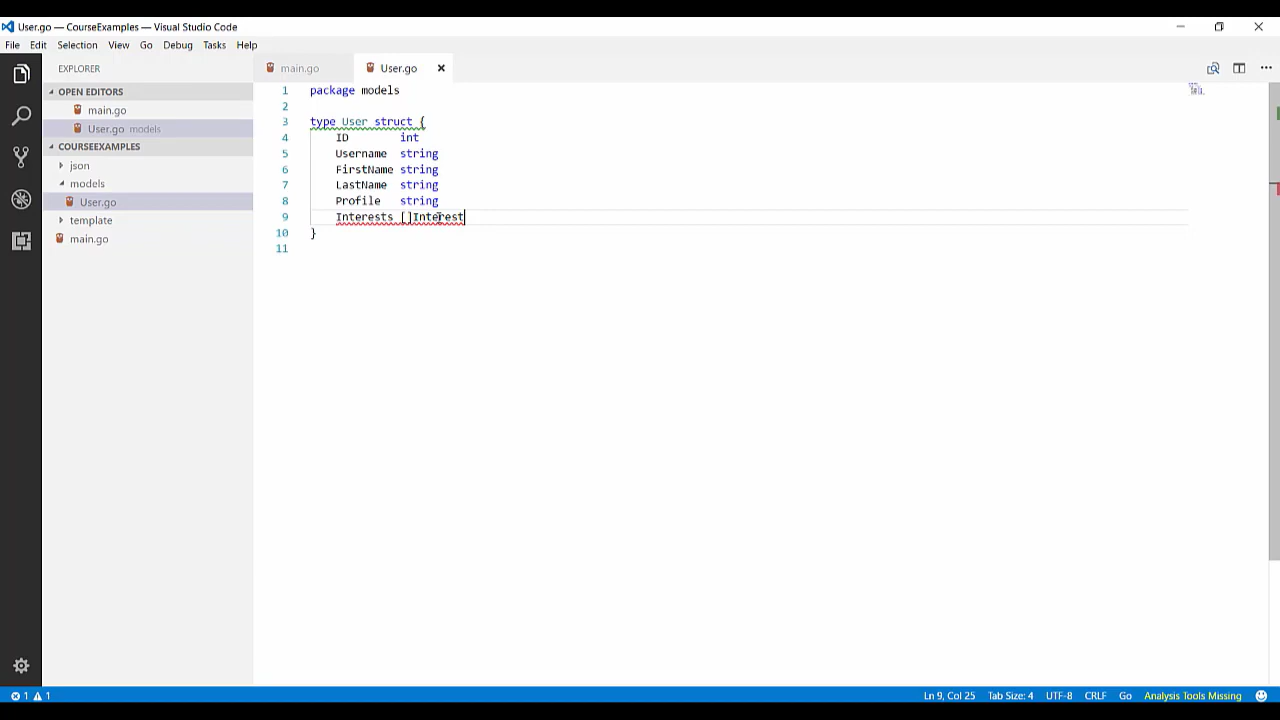 User.go — CourseExamples — Visual Studio Code
File Edit Selection View Go Debug Tasks Help
EXPLORER
OPEN EDITORS
main.go
User.go models
COURSEEXAMPLES
json
models
User.go
template
main.go
main.go User.go
1 package models
2
3 type User struct {
4 ID int
5 Username string
6 FirstName string
7 LastName string
8 Profile string
9 Interests []Interest
10 }
11
1 1 Ln 9, Col 25 Tab Size: 4 UTF-8 CRLF Go Analysis Tools Missing